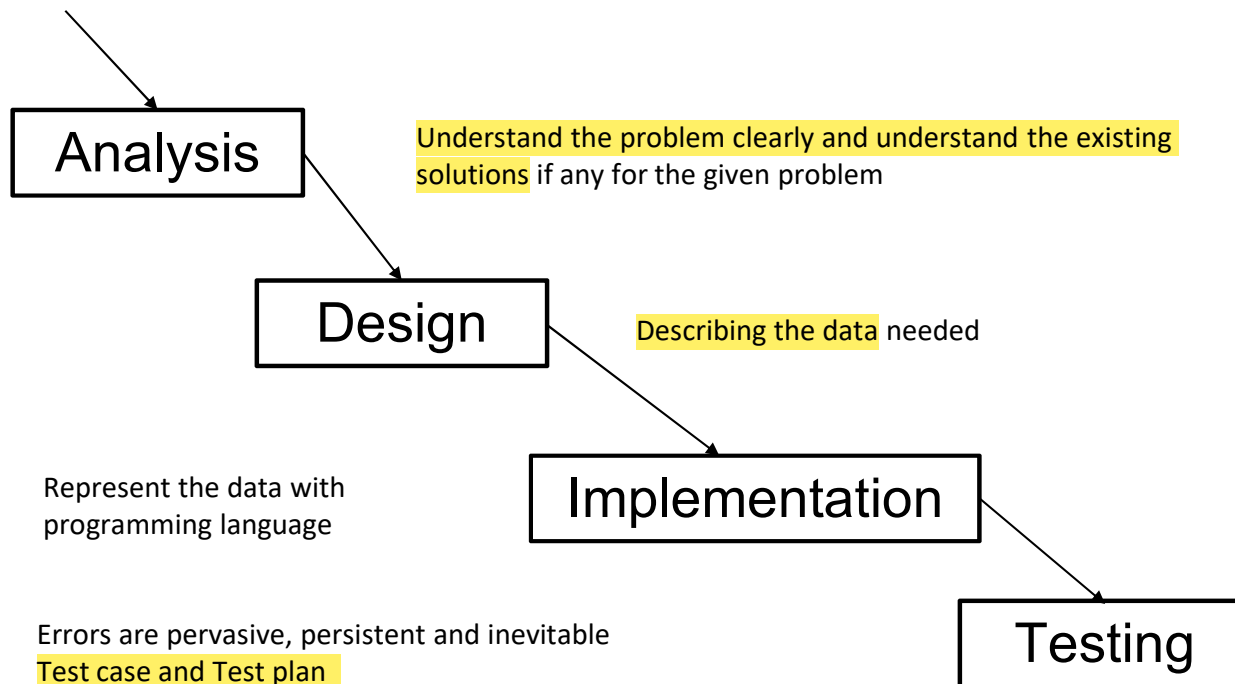 Analysis
Understand the problem clearly and understand the existing
solutions if any for the given problem
Design
Describing the data needed
Implementation
Represent the data with
programming language
Testing
Errors are pervasive, persistent and inevitable
Test case and Test plan